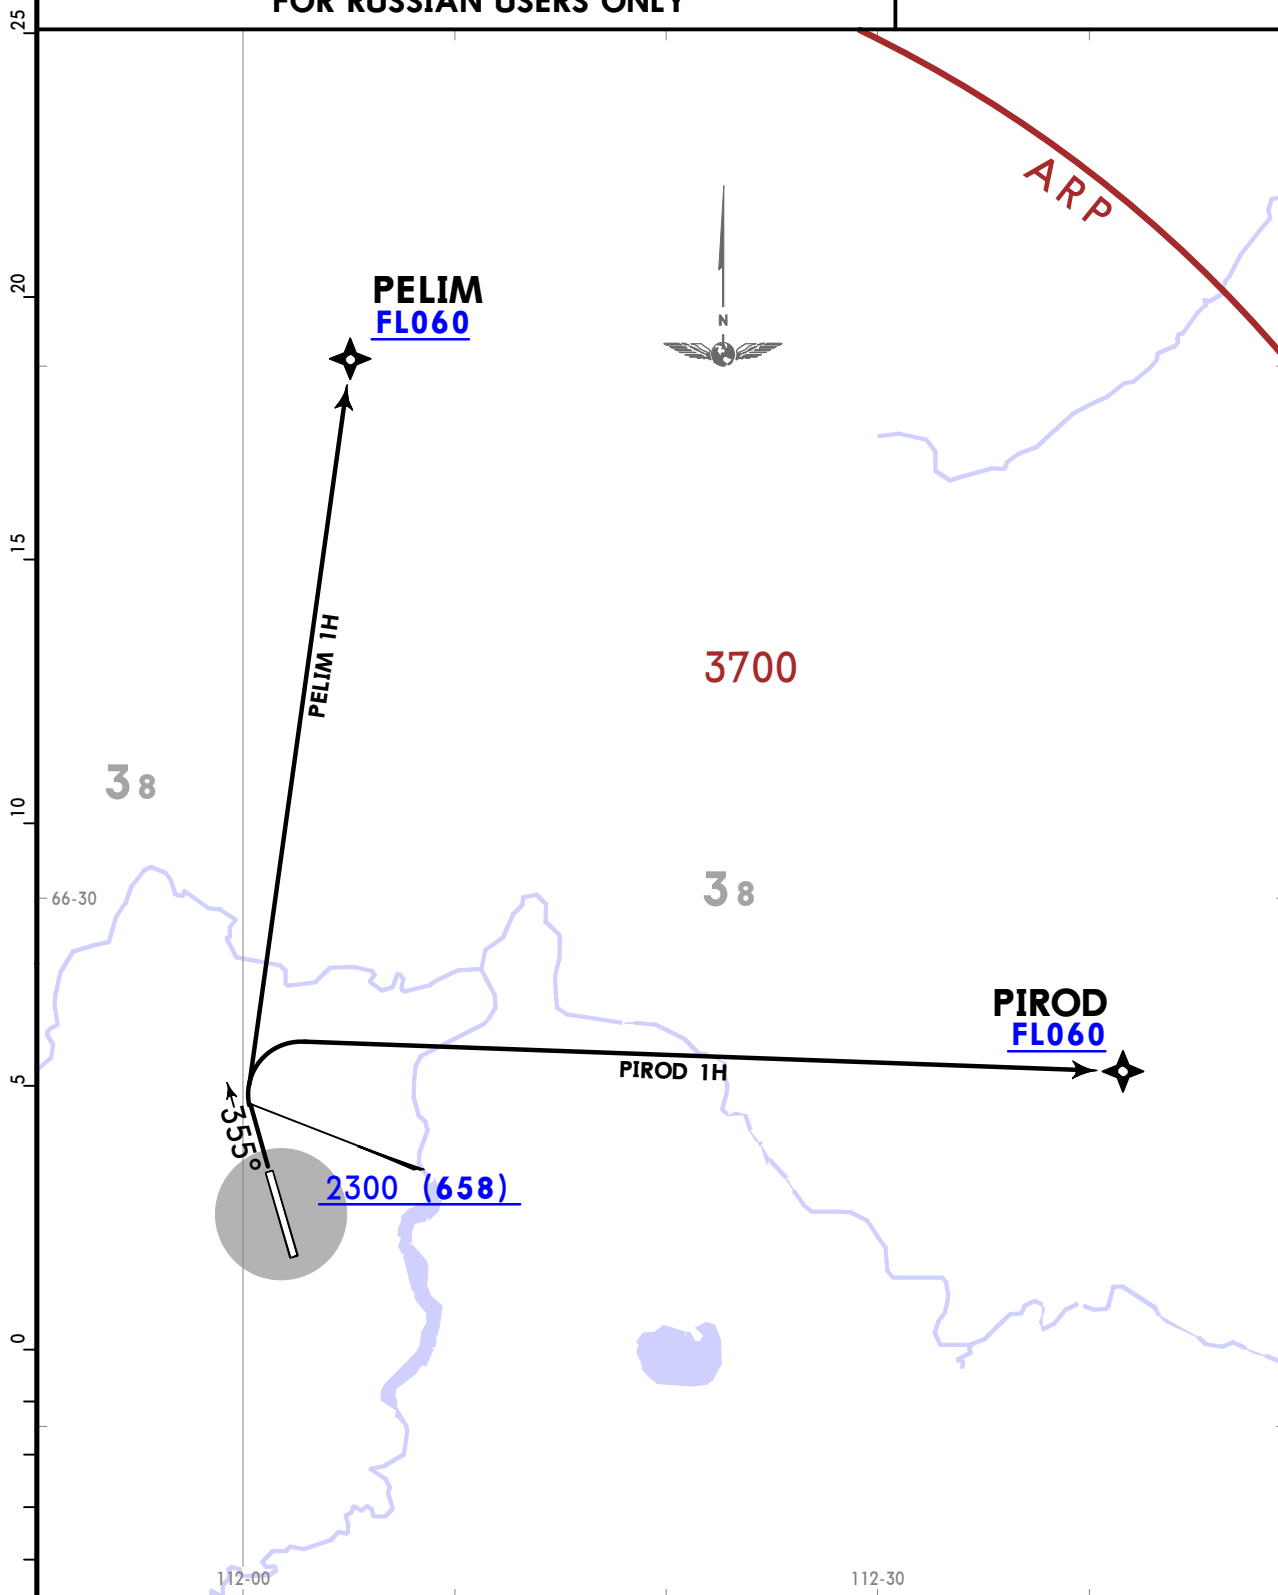 FOR RUSSIAN USERS ONLY
25
ARP
20
PELIM
FL060
N
15
PELIM 1H
3700
38
10
38
66-30
PIROD
FL060
PIROD 1H
5
355°
2300 (658)
0
112-00
112-30